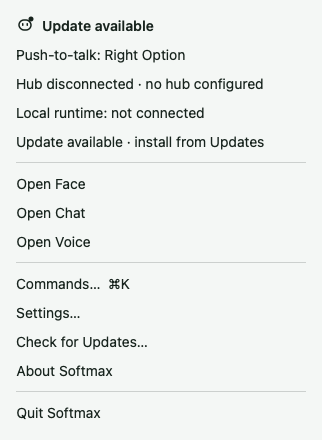 Update available
Push-to-talk: Right Option
Hub disconnected · no hub configured
Local runtime: not connected
Update available · install from Updates
Open Face
Open Chat
Open Voice
Commands... ⌘K
Settings...
Check for Updates...
About Softmax
Quit Softmax